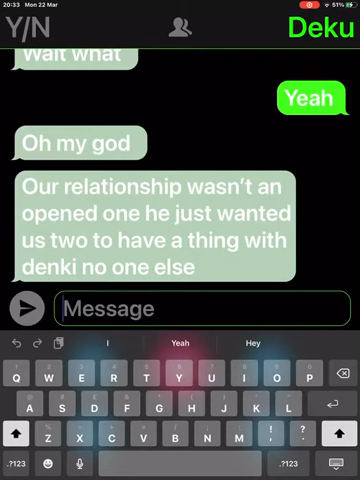 20:33 Mon 22 Mar 51%
Y/N Deku
Wait what
Yeah
Oh my god
Our relationship wasn't an
opened one he just wanted
us two to have a thing with
denki no one else
Message
I Yeah Hey
Q W E R T Y U I O P
A S D F G H J K L
Z X C V B N M ! , ? .
.?123 .?123